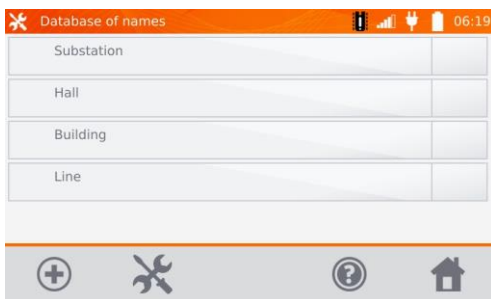 Database of names
06:19
Substation
Hall
Building
Line